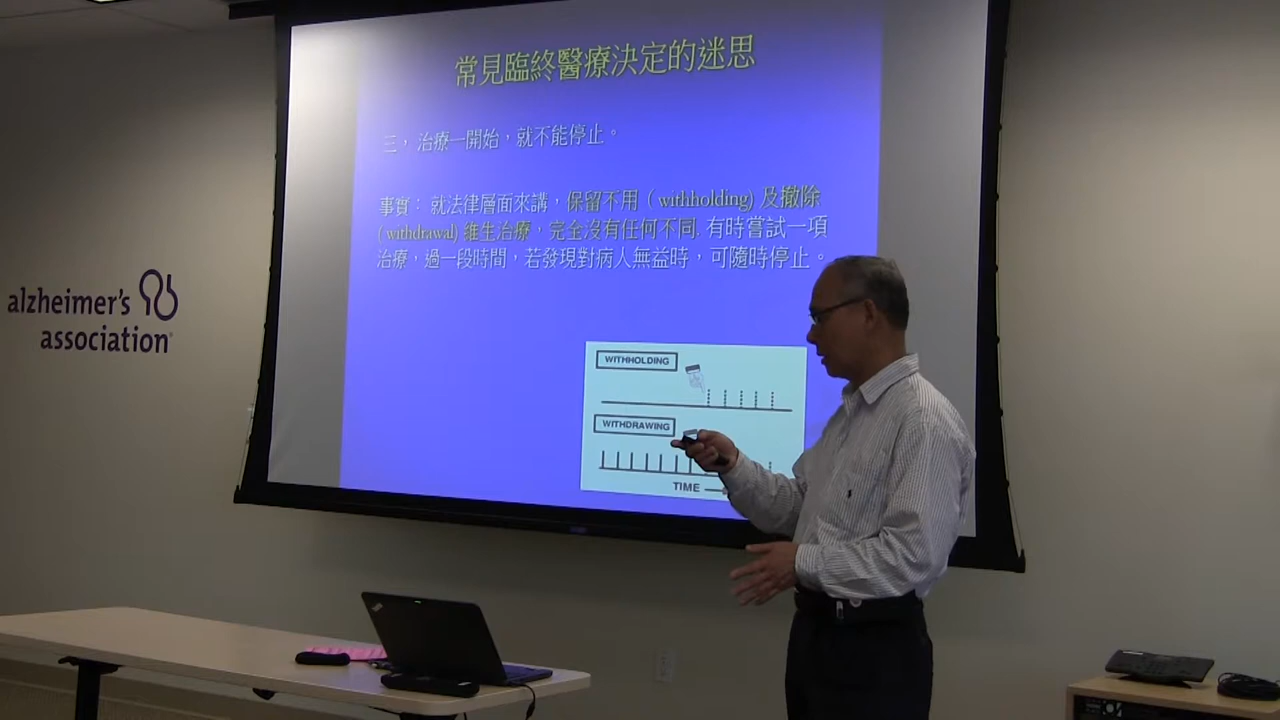 常見臨終醫療決定的迷思
三， 治療一開始，就不能停止。
事實： 就法律層面來講，保留不用（withholding) 及撤除
(withdrawal) 維生治療，完全沒有任何不同. 有時嘗試一項
治療，過一段時間，若發現對病人無益時，可隨時停止。
alzheimer's
association
WITHHOLDING
WITHDRAWING
TIME